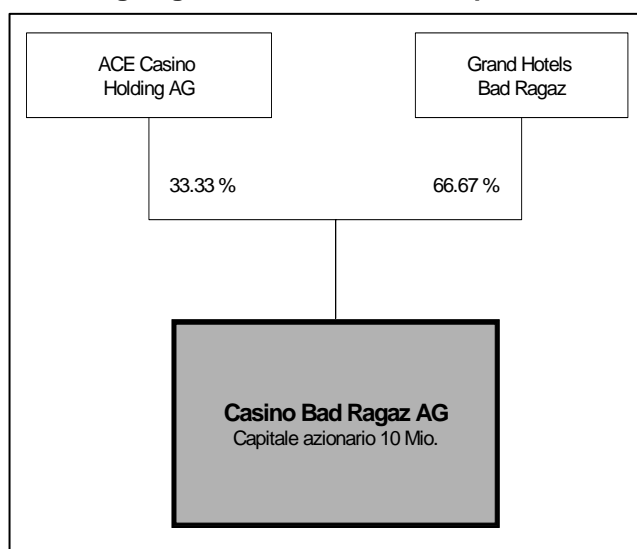 ACE Casino
Holding AG
Grand Hotels
Bad Ragaz
33.33 %
66.67 %
Casino Bad Ragaz AG
Capitale azionario 10 Mio.